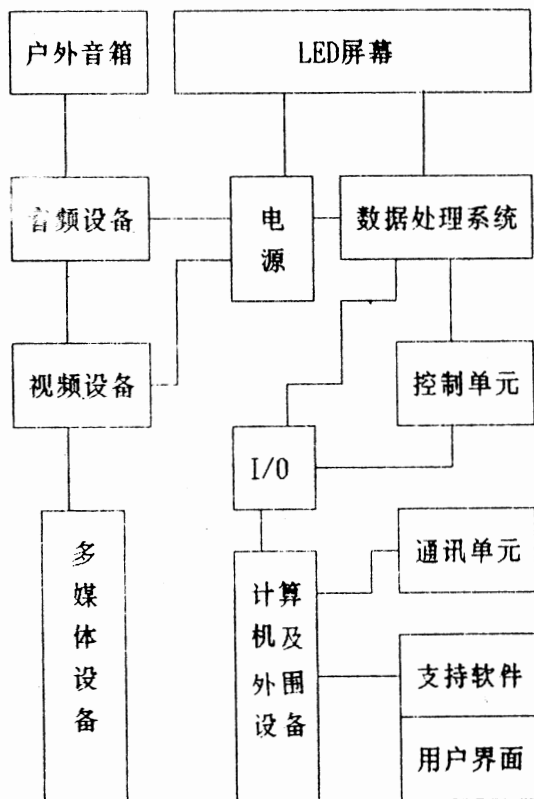 户外音箱
LED屏幕
音频设备
电源
数据处理系统
视频设备
控制单元
I/O
多媒体设备
计算
机及
外围
设备
通讯单元
支持软件
用户界面